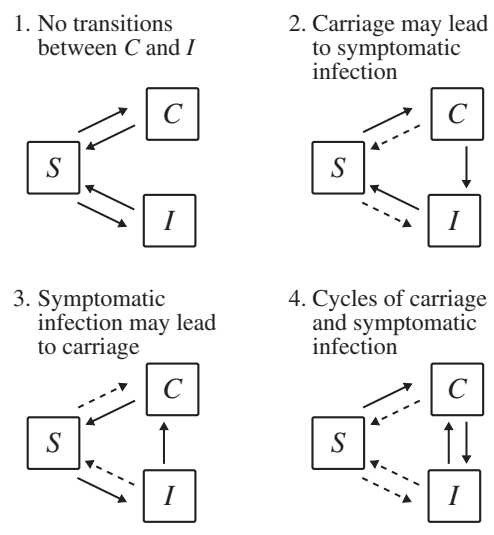 1. No transitions
between C and I
C
S
I
2. Carriage may lead
to symptomatic
infection
C
S
I
3. Symptomatic
infection may lead
to carriage
C
S
I
4. Cycles of carriage
and symptomatic
infection
C
S
I